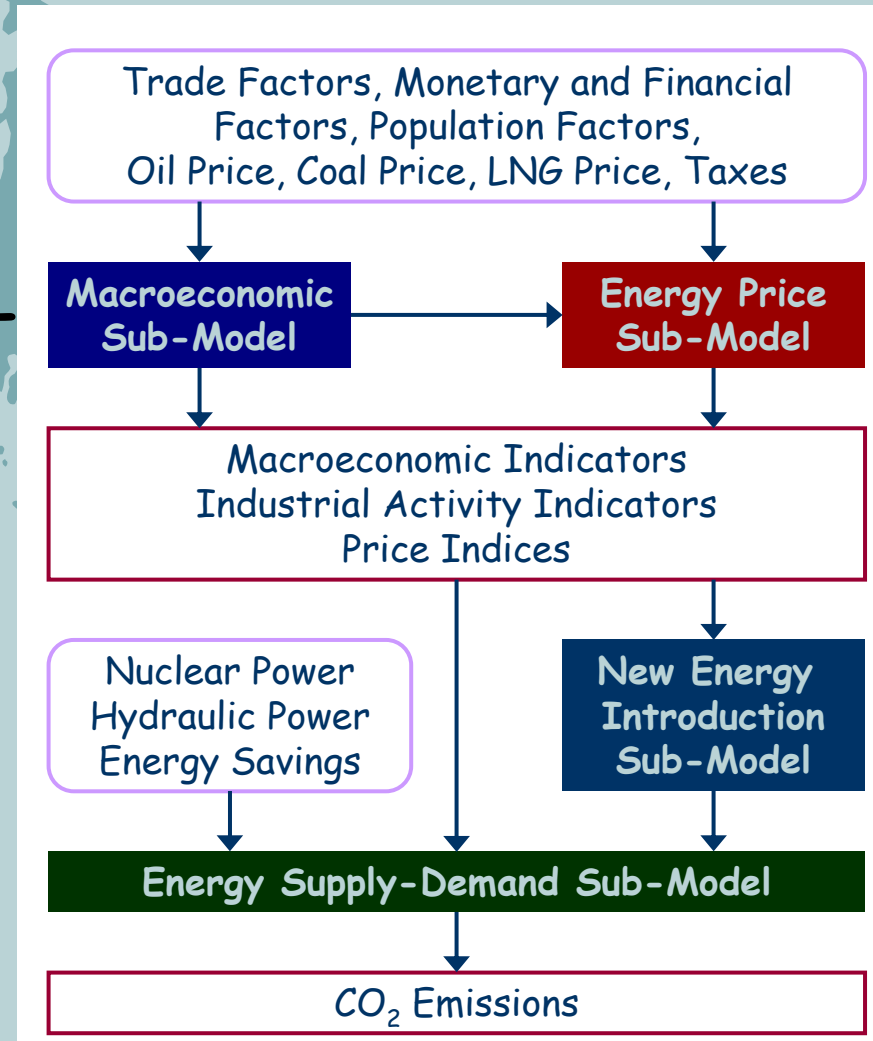 Trade Factors, Monetary and Financial
Factors, Population Factors,
Oil Price, Coal Price, LNG Price, Taxes
Macroeconomic
Sub-Model
Energy Price
Sub-Model
Macroeconomic Indicators
Industrial Activity Indicators
Price Indices
Nuclear Power
Hydraulic Power
Energy Savings
New Energy
Introduction
Sub-Model
Energy Supply-Demand Sub-Model
CO₂ Emissions